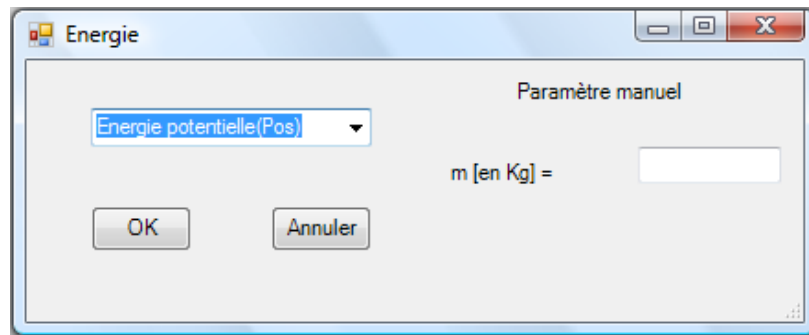 Energie
Paramètre manuel
Energie potentielle(Pos)
m [en Kg] =
OK
Annuler